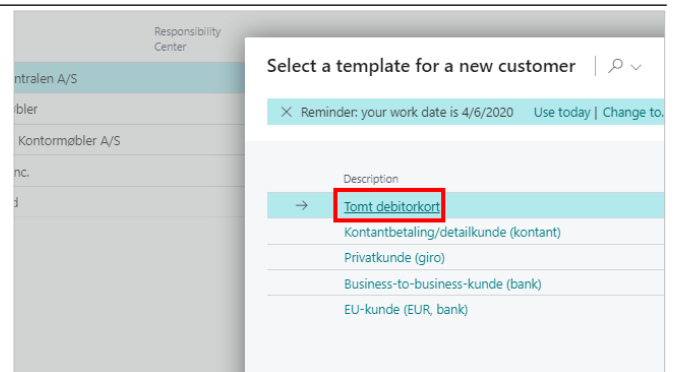 Responsibility
Center
ntralen A/S
Kontormøbler A/S
nc.
Select a template for a new customer
Reminder: your work date is 4/6/2020 Use today | Change to.
Description
Tomt debitorkort
Kontantbetaling/detailkunde (kontant)
Privatkunde (giro)
Business-to-business-kunde (bank)
EU-kunde (EUR, bank)